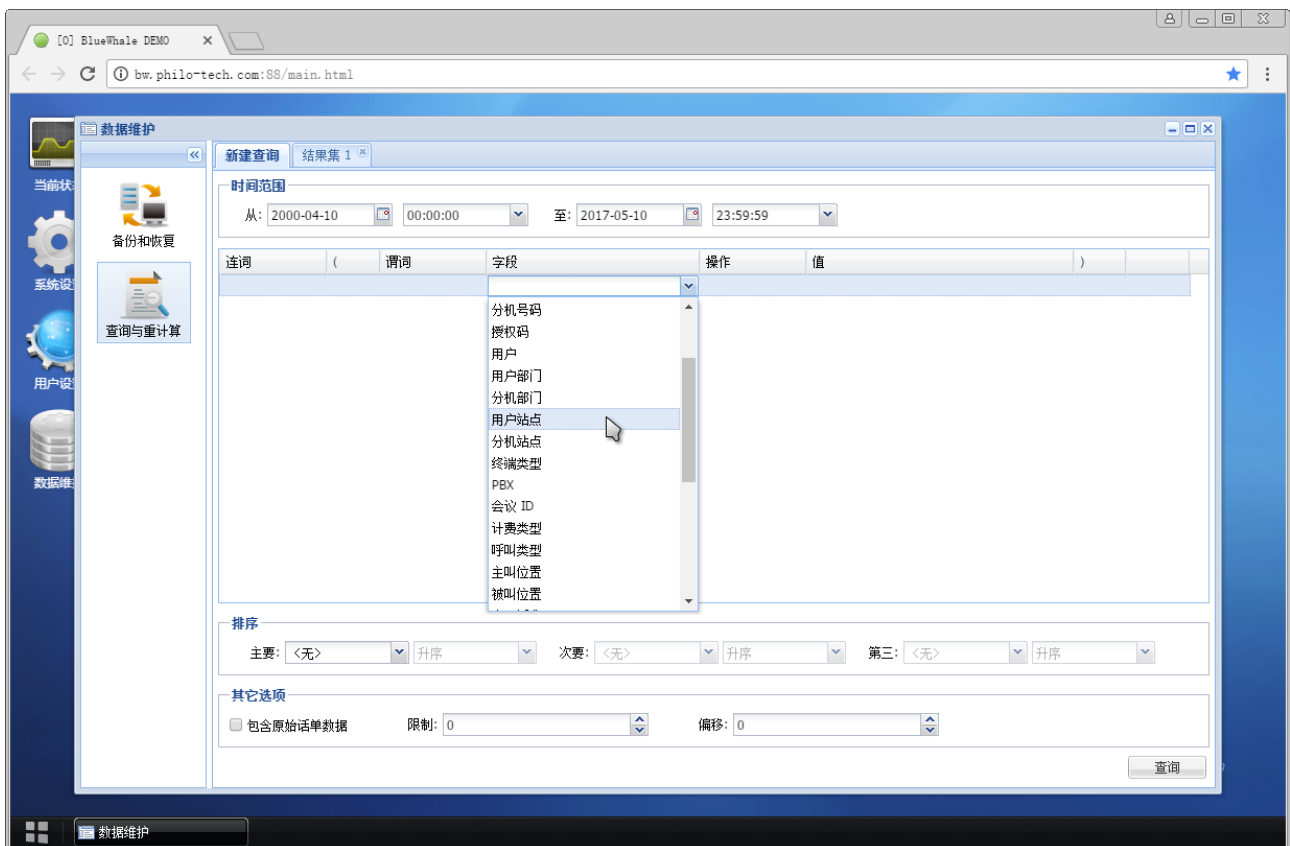 [0] BlueWhale DEMO
bw.philo-tech.com:88/main.html
数据维护
新建查询 结果集 1
当前状
系统设
用户设
数据维
备份和恢复
查询与重计算
时间范围
从: 2000-04-10 00:00:00 至: 2017-05-10 23:59:59
连词 ( 谓词 字段 操作 值 )
分机号码
授权码
用户
用户部门
分机部门
用户站点
分机站点
终端类型
PBX
会议 ID
计费类型
呼叫类型
主叫位置
被叫位置
排序
主要: <无> 升序 次要: <无> 升序 第三: <无> 升序
其它选项
包含原始话单数据 限制: 0 偏移: 0
查询
数据维护